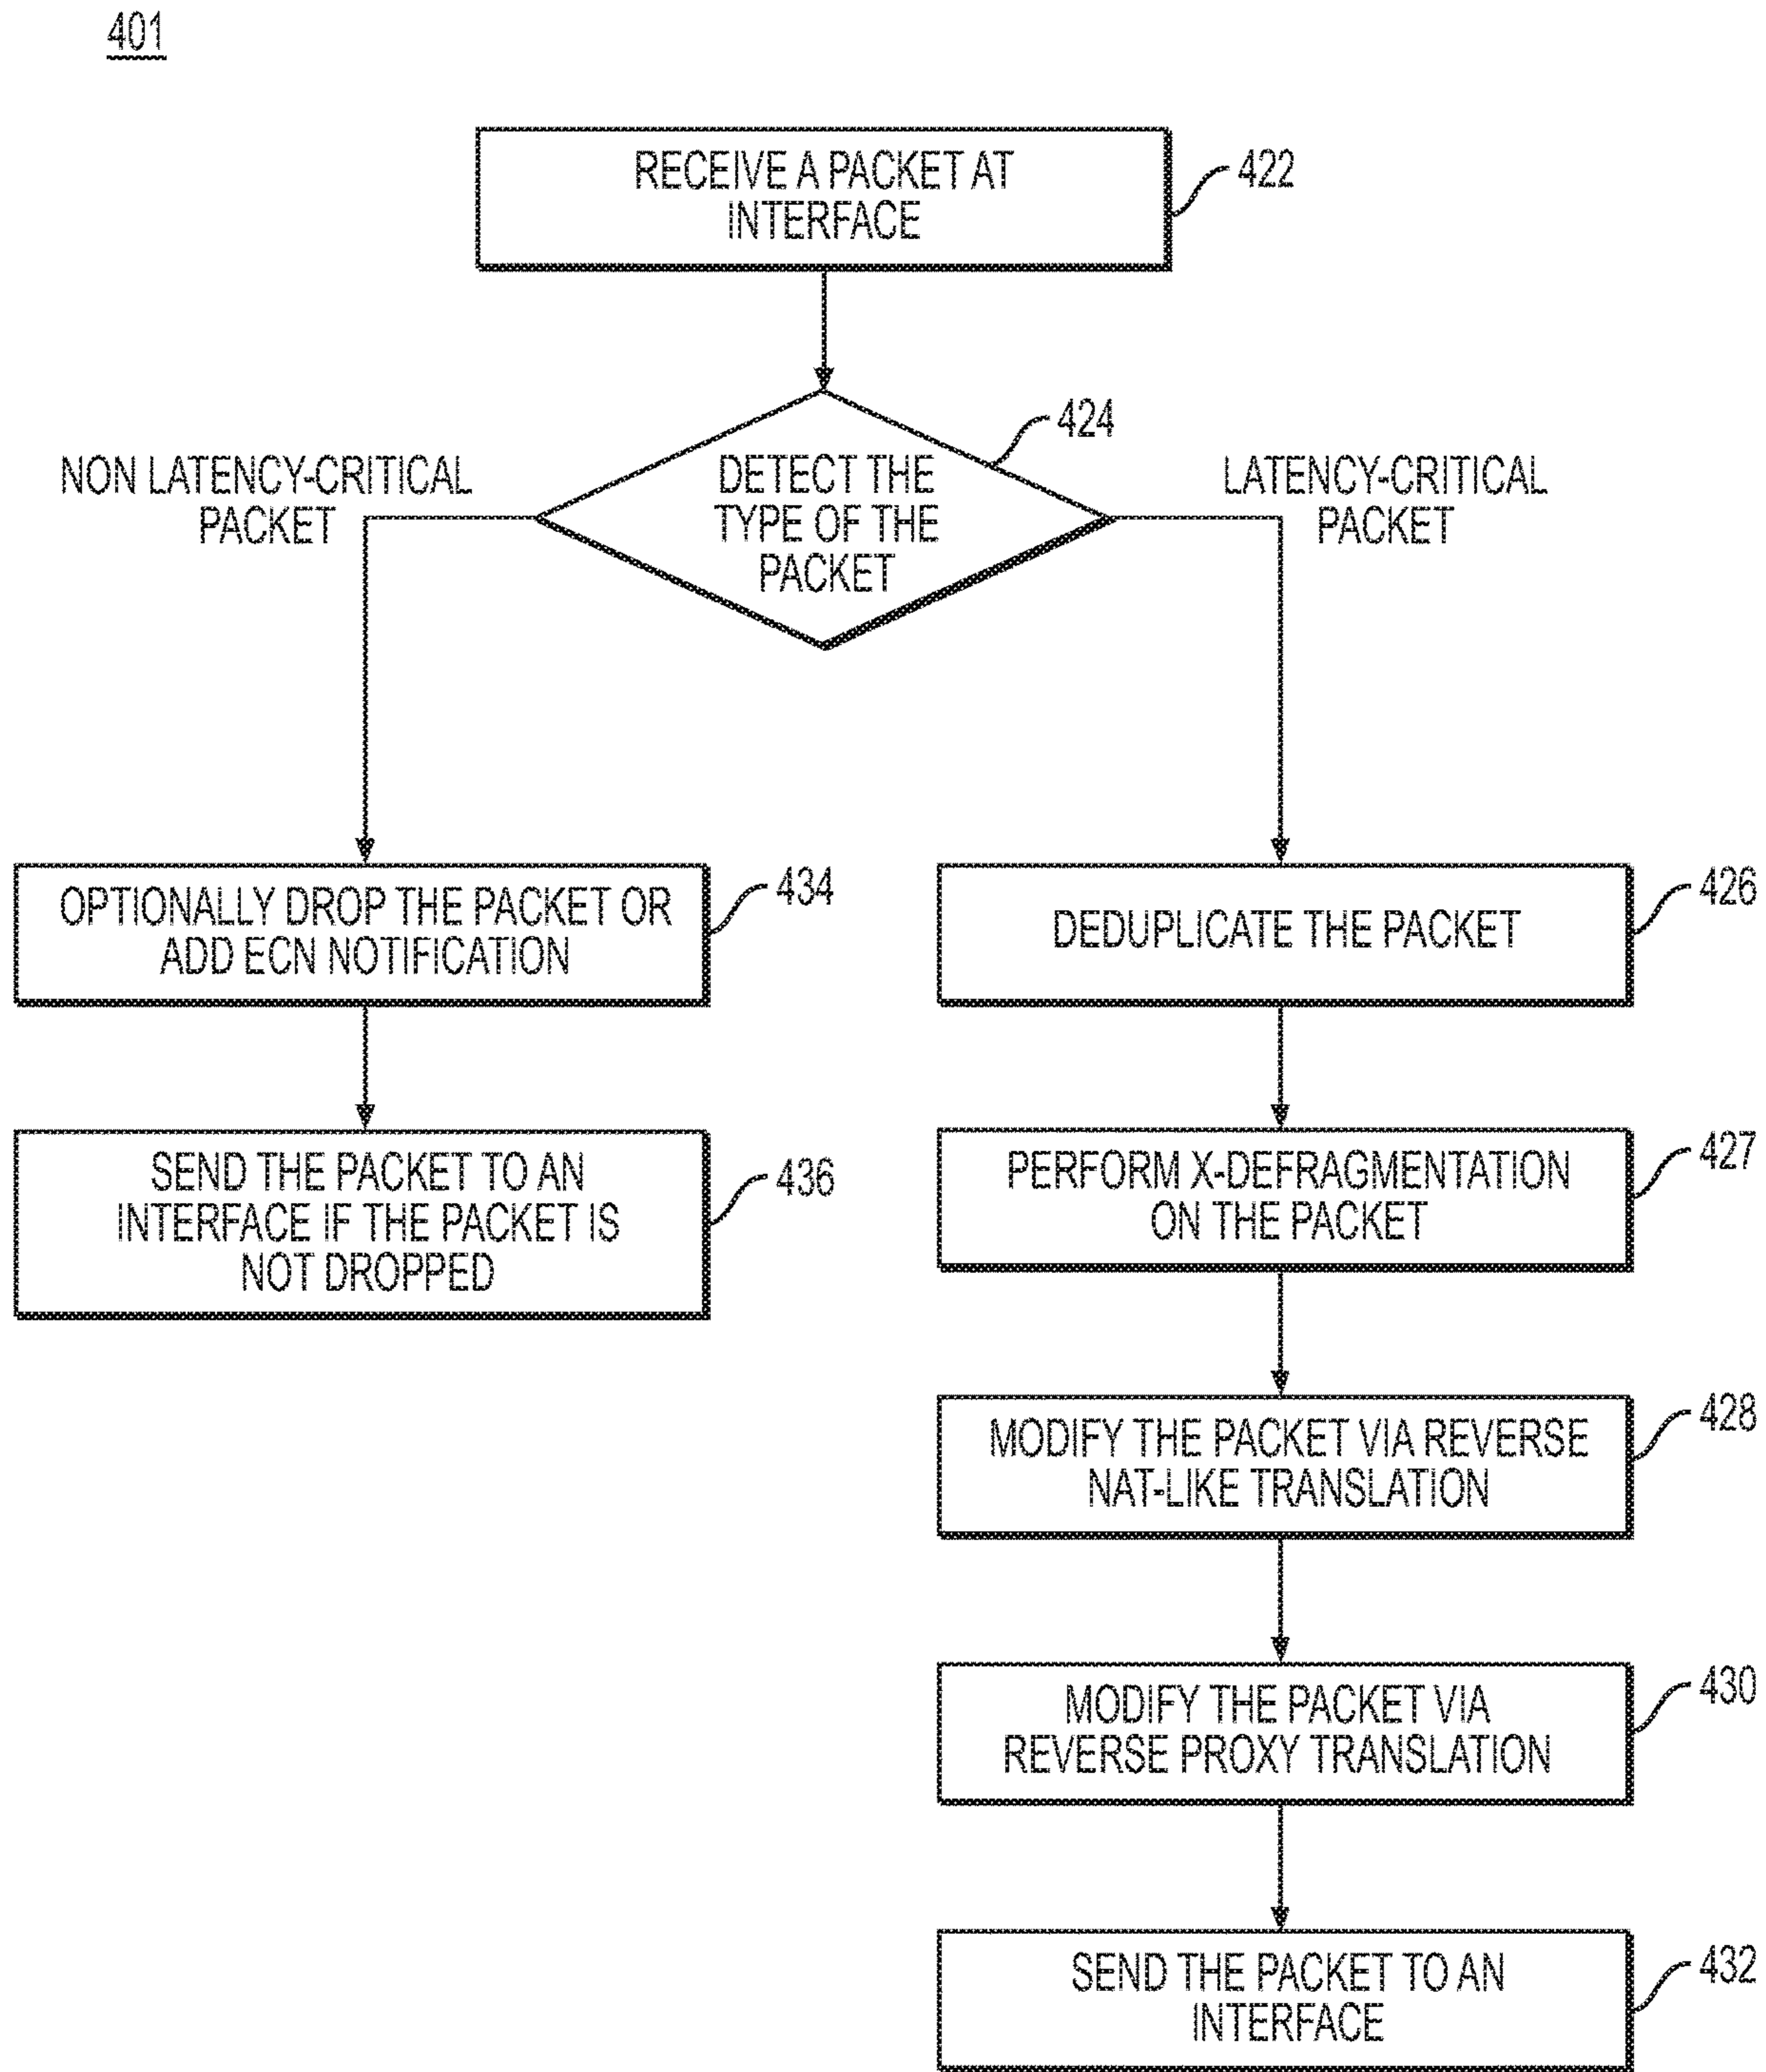 401
RECEIVE A PACKET AT
INTERFACE
422
DETECT THE
TYPE OF THE
PACKET
424
NON LATENCY-CRITICAL
PACKET
LATENCY-CRITICAL
PACKET
OPTIONALLY DROP THE PACKET OR
ADD ECN NOTIFICATION
434
SEND THE PACKET TO AN
INTERFACE IF THE PACKET IS
NOT DROPPED
436
DEDUPLICATE THE PACKET
426
PERFORM X-DEFRAGMENTATION
ON THE PACKET
427
MODIFY THE PACKET VIA REVERSE
NAT-LIKE TRANSLATION
428
MODIFY THE PACKET VIA
REVERSE PROXY TRANSLATION
430
SEND THE PACKET TO AN
INTERFACE
432